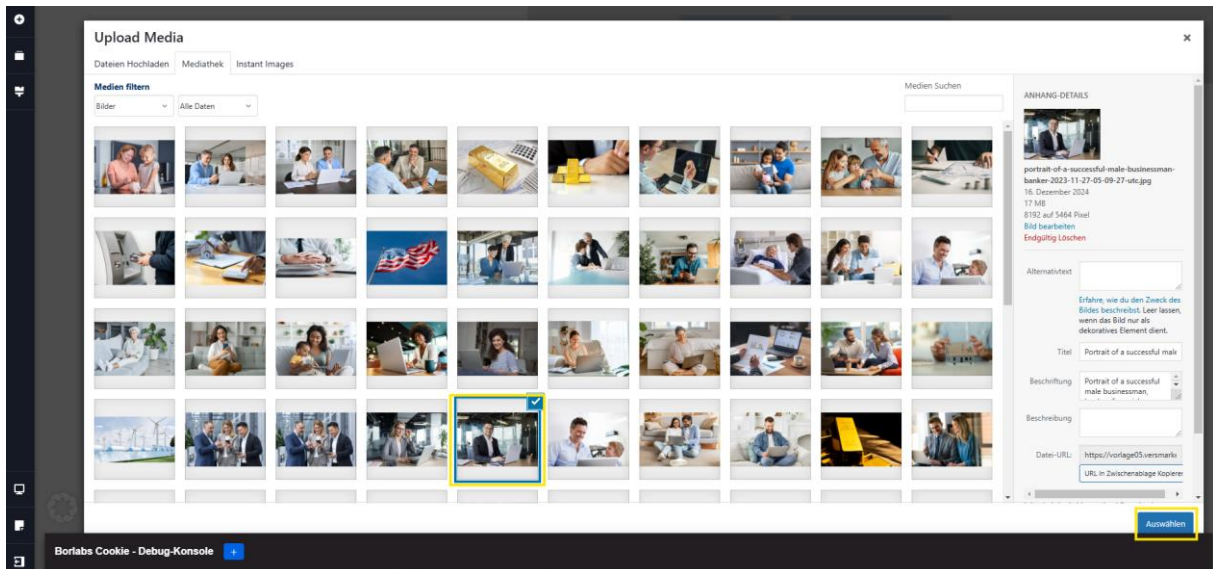 Upload Media
Dateien Hochladen Mediathek Instant Images
Medien filtern
Bilder Alle Daten
Medien Suchen
ANHANG-DETAILS
portrait-of-a-successful-male-businessman-
banker-2023-11-27-05-09-27-utc.jpg
16. Dezember 2024
17 MB
8192 auf 5464 Pixel
Bild bearbeiten
Endgültig Löschen
Alternativtext
Erfahre, wie du den Zweck des
Bildes beschreibst. Leer lassen,
wenn das Bild nur als
dekoratives Element dient.
Titel Portrait of a successful male
Beschriftung Portrait of a successful
male businessman,
Beschreibung
Datei-URL: https://vorlage05.versmarke
URL in Zwischenablage Kopieren
Auswählen
Borlabs Cookie - Debug-Konsole +